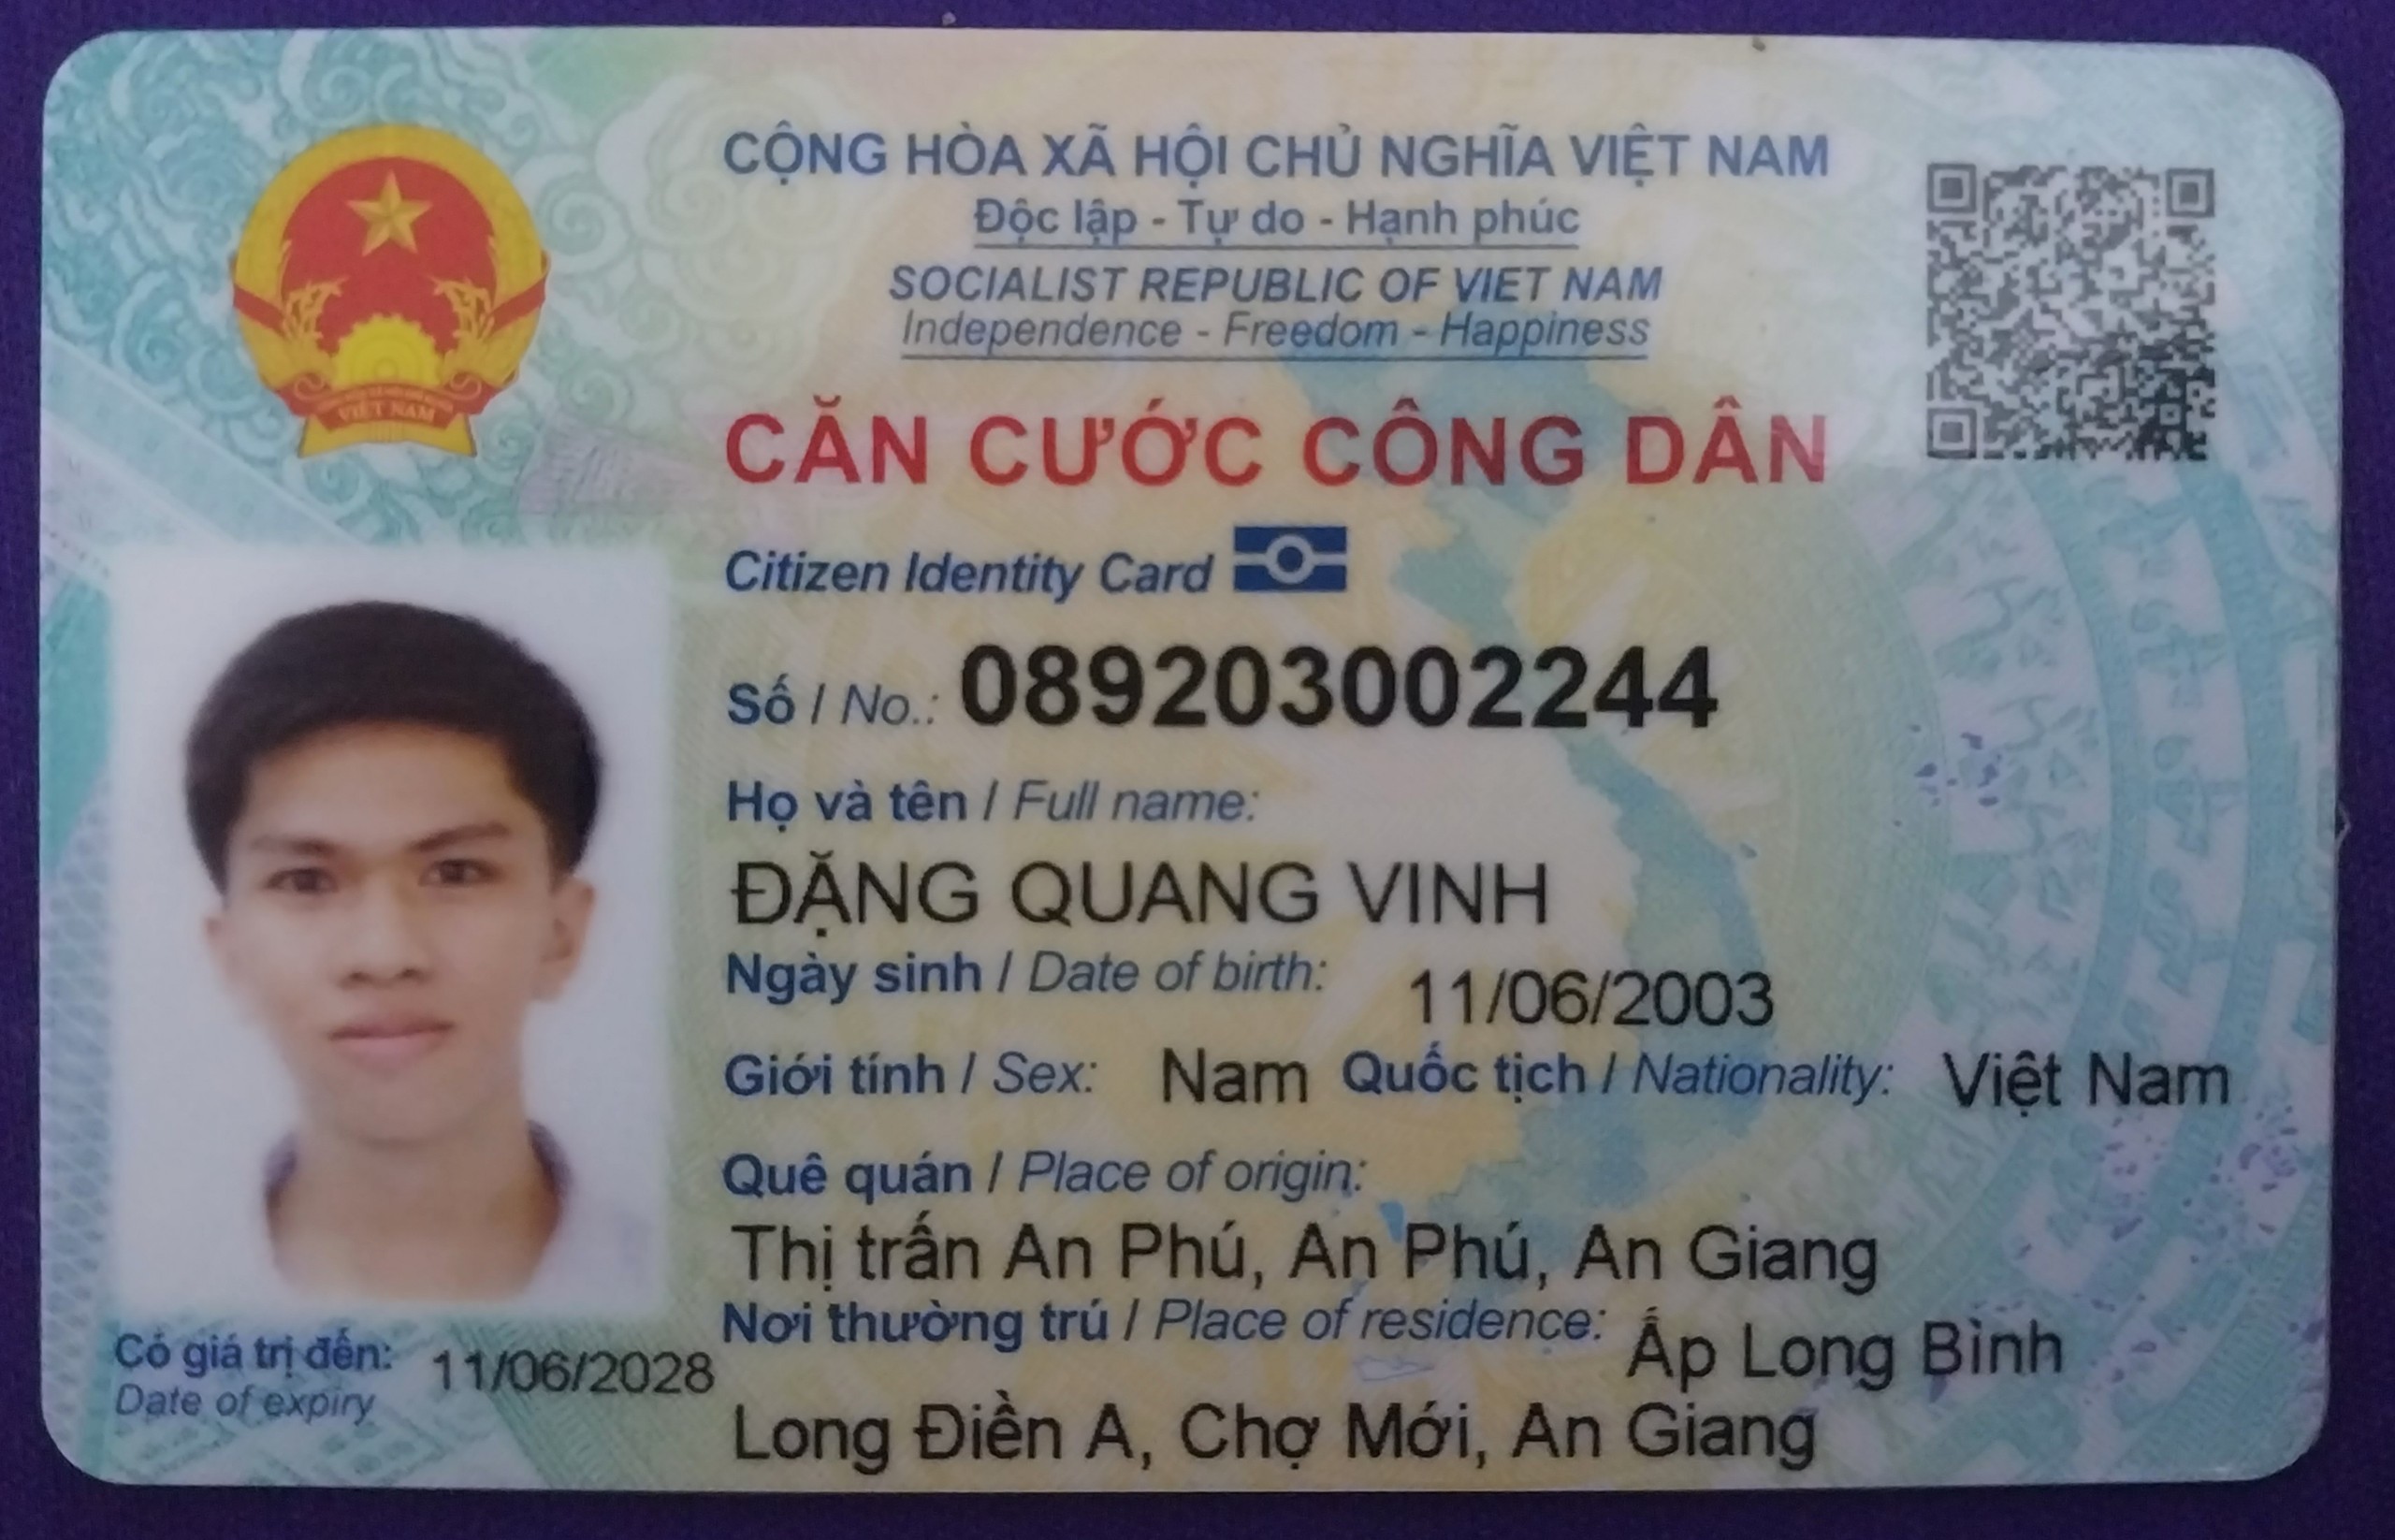 CỘNG HÒA XÃ HỘI CHỦ NGHĨA VIỆT NAM
Độc lập - Tự do - Hạnh phúc
SOCIALIST REPUBLIC OF VIET NAM
Independence - Freedom - Happiness
VIỆT NAM
CĂN CƯỚC CÔNG DÂN
Citizen Identity Card
Số / No.: 089203002244
Họ và tên / Full name:
ĐẶNG QUANG VINH
Ngày sinh / Date of birth: 11/06/2003
Giới tính / Sex: Nam Quốc tịch / Nationality: Việt Nam
Quê quán / Place of origin:
Thị trấn An Phú, An Phú, An Giang
Nơi thường trú / Place of residence: Ấp Long Bình
Long Điền A, Chợ Mới, An Giang
Có giá trị đến: 11/06/2028
Date of expiry